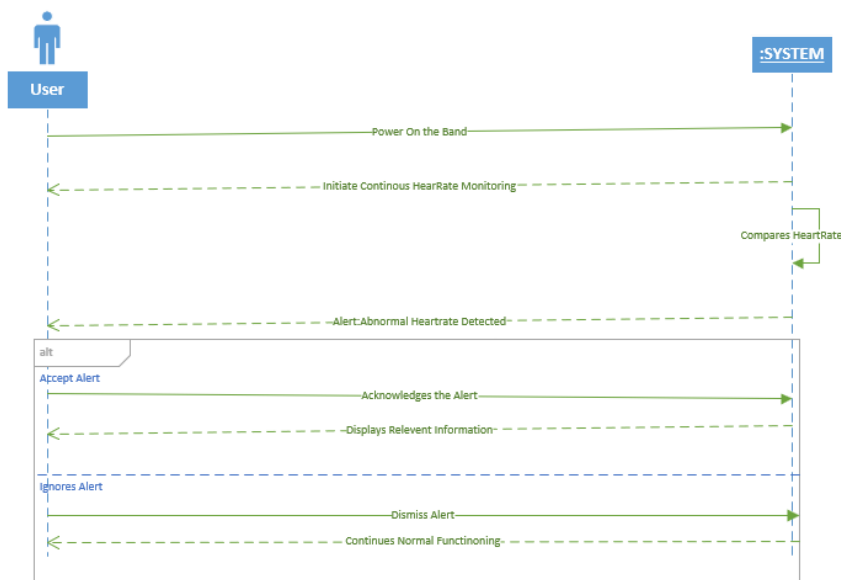 User
:SYSTEM
Power On the Band
Initiate Continous HearRate Monitoring
Compares HeartRate
Alert:Abnormal Heartrate Detected
alt
Accept Alert
Acknowledges the Alert
Displays Relevent Information
Ignores Alert
Dismiss Alert
Continues Normal Functinoning